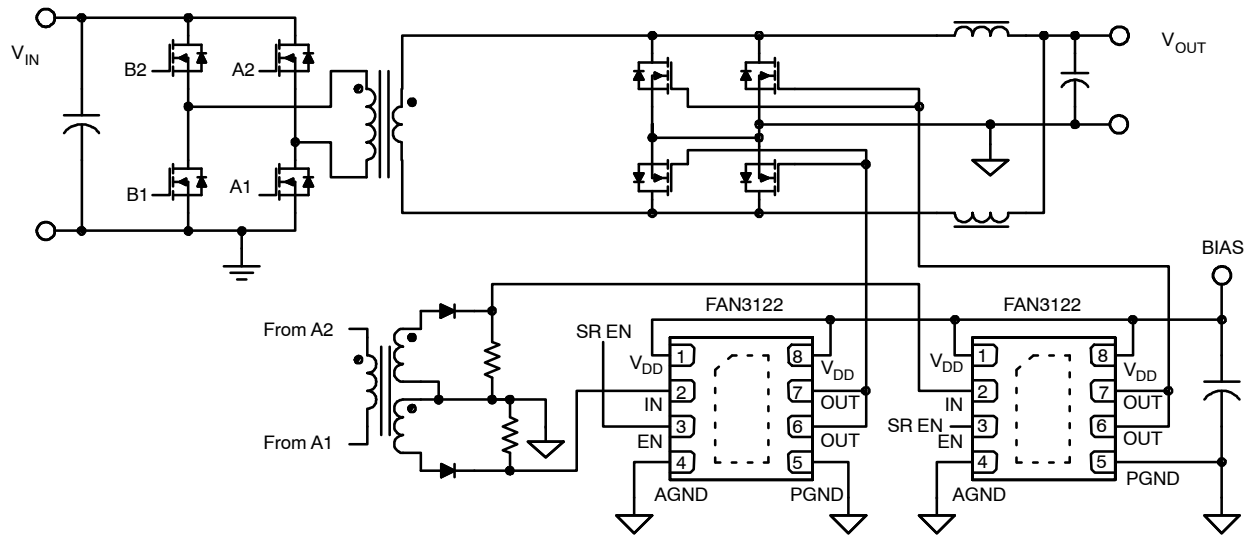 VIN
B2
A2
VOUT
B1
A1
BIAS
From A2
From A1
SR EN
FAN3122
1
VDD
2
IN
3
EN
4
AGND
8
VDD
7
OUT
6
OUT
5
PGND
FAN3122
1
VDD
2
IN
SR EN
3
EN
4
AGND
8
VDD
7
OUT
6
OUT
5
PGND